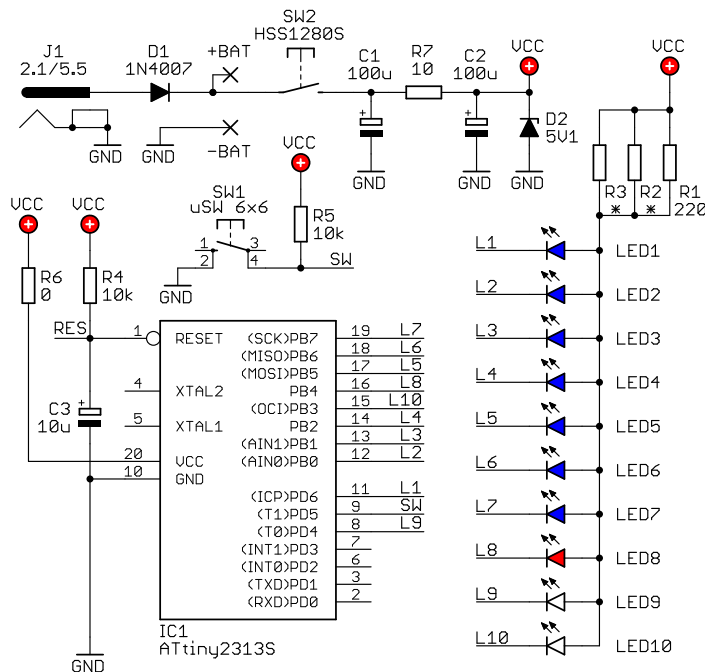 SW2
HSS1280S
J1
2.1/5.5
D1
1N4007
+BAT
-BAT
GND
GND
C1
100u
+
GND
R7
10
C2
100u
+
GND
VCC
D2
5V1
GND
VCC
R3
*
R2
*
R1
220
VCC
R5
10k
SW1
uSW 6x6
1
3
2
4
SW
GND
VCC
VCC
R6
0
R4
10k
RES
C3
10u
+
GND
1
RESET
4
XTAL2
5
XTAL1
20
VCC
10
GND
(SCK)PB7
19
L7
(MISO)PB6
18
L6
(MOSI)PB5
17
L5
PB4
16
L8
(OCI)PB3
15
L10
PB2
14
L4
(AIN1)PB1
13
L3
(AIN0)PB0
12
L2
(ICP)PD6
11
L1
(T1)PD5
9
SW
(T0)PD4
8
L9
(INT1)PD3
7
(INT0)PD2
6
(TXD)PD1
3
(RXD)PD0
2
IC1
ATtiny2313S
L1
LED1
L2
LED2
L3
LED3
L4
LED4
L5
LED5
L6
LED6
L7
LED7
L8
LED8
L9
LED9
L10
LED10